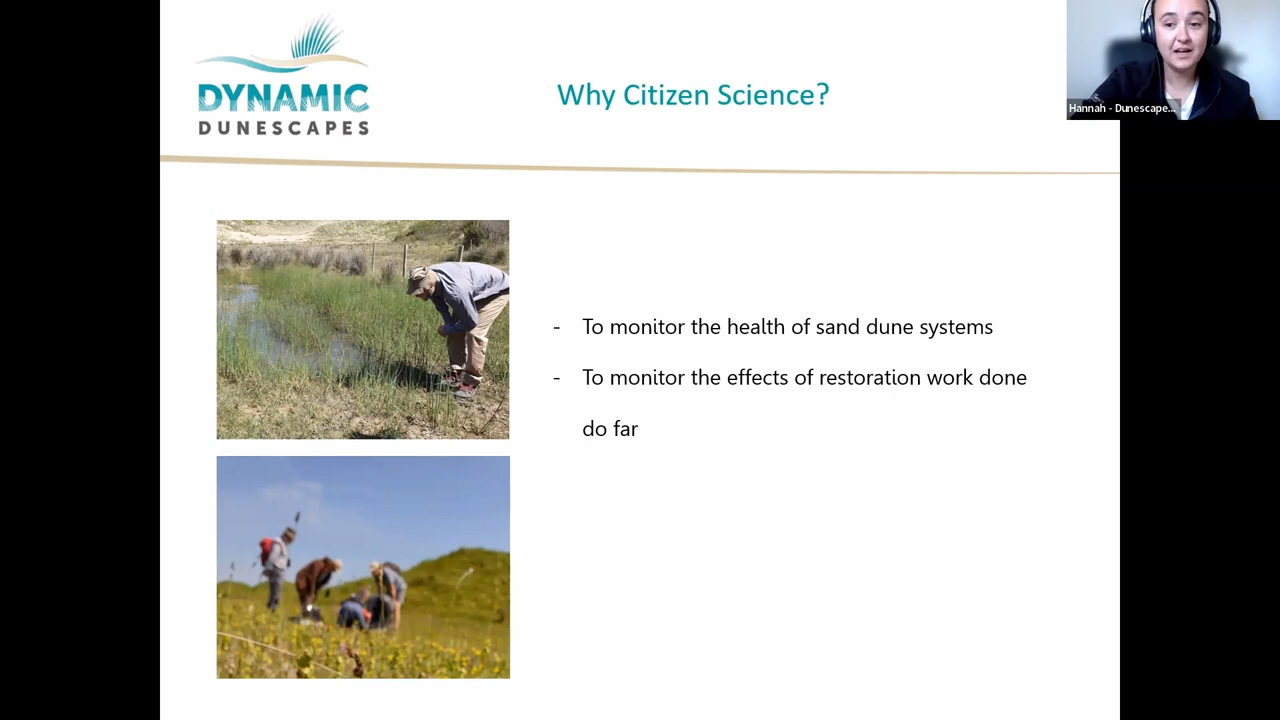 DYNAMIC
DUNESCAPES
Why Citizen Science?
Hannah - Dunescape...
- To monitor the health of sand dune systems
- To monitor the effects of restoration work done
do far